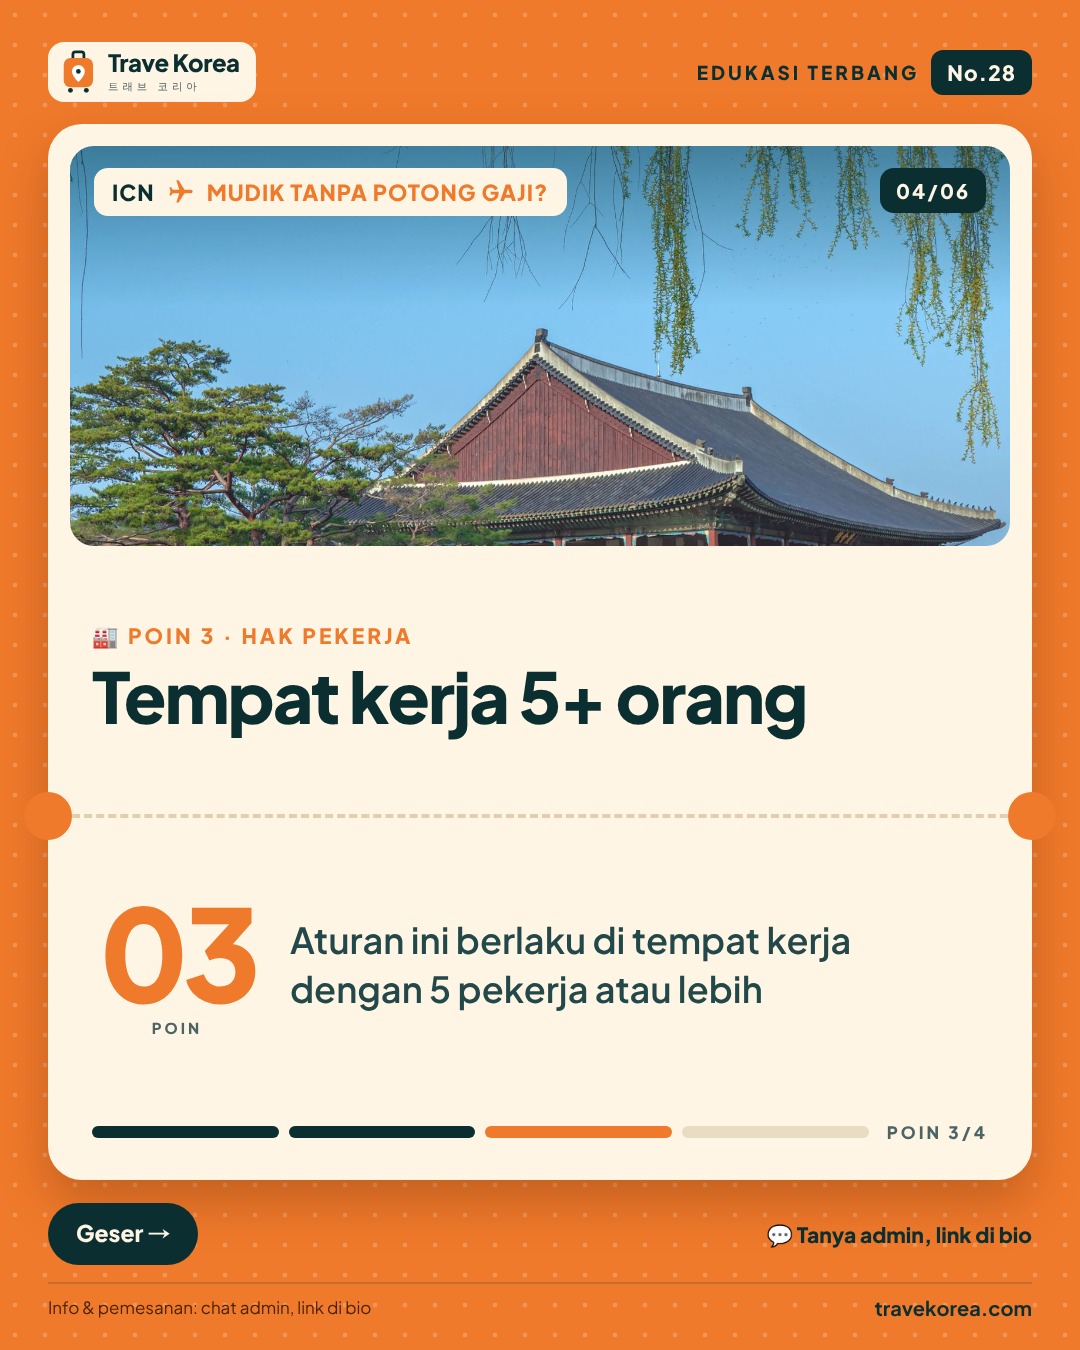 Trave Korea
트래브 코리아
EDUKASI TERBANG
No.28
ICN ✈ MUDIK TANPA POTONG GAJI?
04/06
🏭 POIN 3 · HAK PEKERJA
Tempat kerja 5+ orang
03
POIN
Aturan ini berlaku di tempat kerja
dengan 5 pekerja atau lebih
POIN 3/4
Geser →
💬 Tanya admin, link di bio
Info & pemesanan: chat admin, link di bio
travekorea.com